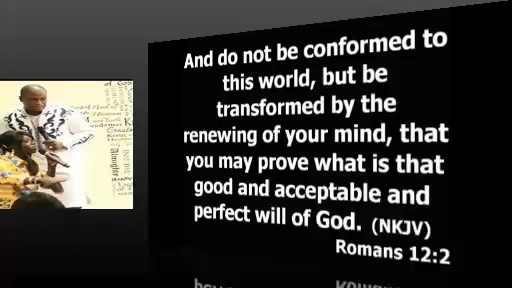 And do not be conformed to
this world, but be
transformed by the
renewing of your mind, that
you may prove what is that
good and acceptable and
perfect will of God. (NKJV)
Romans 12:2